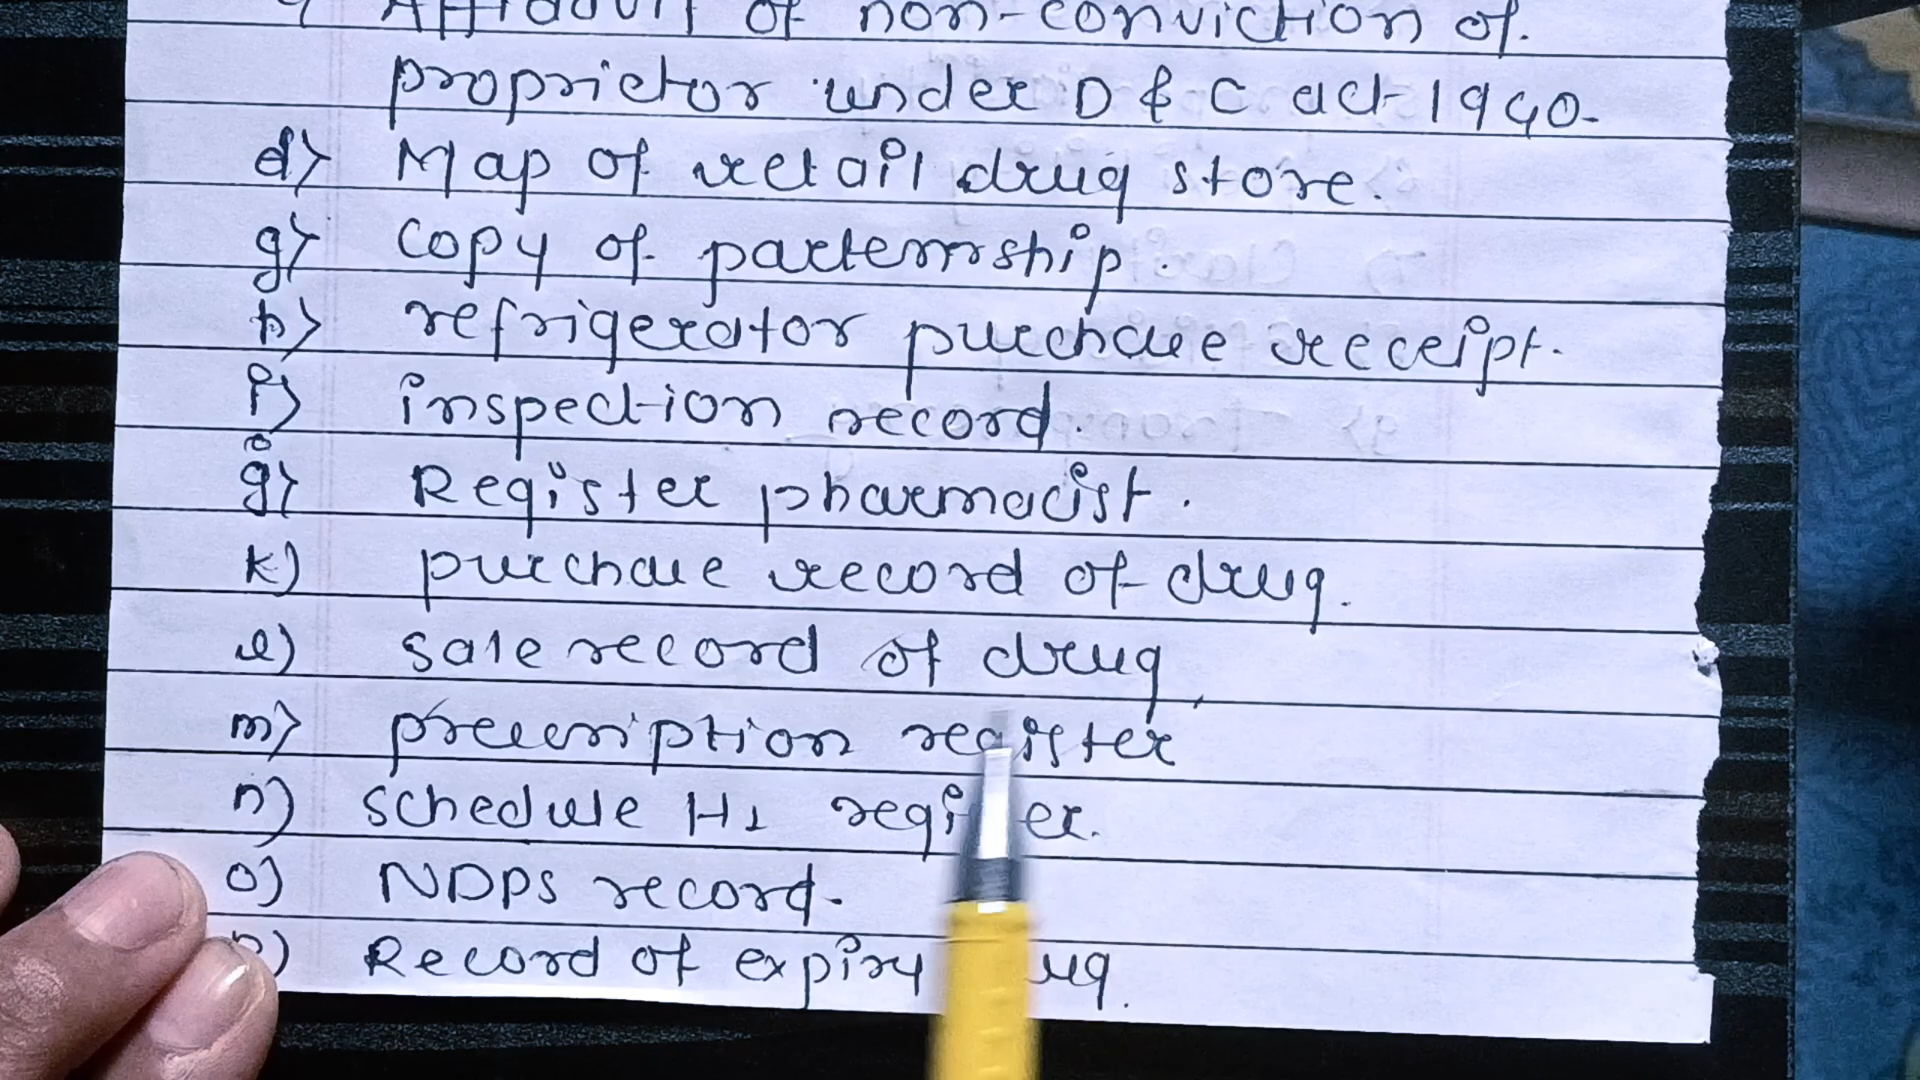 Affidavit of non-conviction of
proprietor under D & C act 1940.
d) Map of retail drug store.
g) Copy of parternership.
h) refrigerator purchase receipt.
i) inspection record.
j) Register pharmacist.
k) purchase record of drug.
l) sale record of drug
m) prescription register
n) Schedule H1 register.
o) NDPS record.
p) Record of expiry